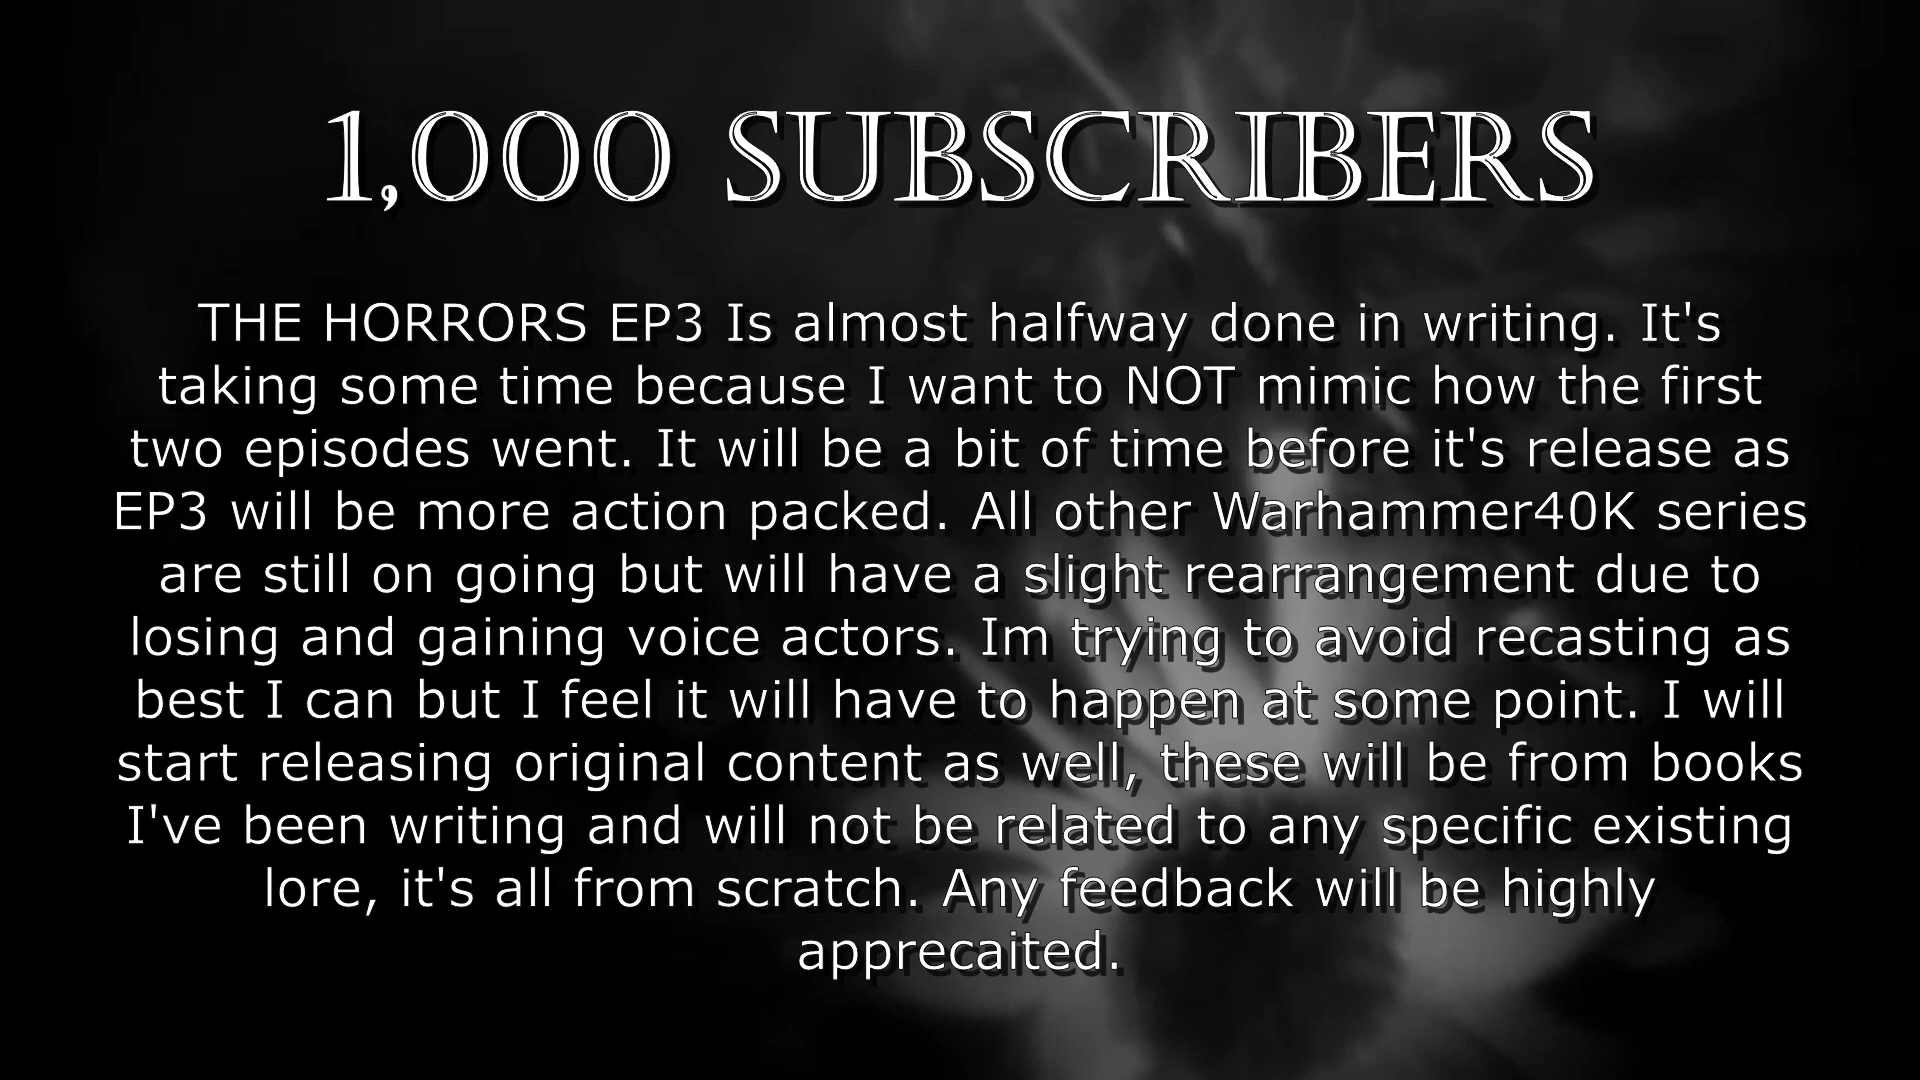 1,000 SUBSCRIBERS
THE HORRORS EP3 Is almost halfway done in writing. It's
taking some time because I want to NOT mimic how the first
two episodes went. It will be a bit of time before it's release as
EP3 will be more action packed. All other Warhammer40K series
are still on going but will have a slight rearrangement due to
losing and gaining voice actors. Im trying to avoid recasting as
best I can but I feel it will have to happen at some point. I will
start releasing original content as well, these will be from books
I've been writing and will not be related to any specific existing
lore, it's all from scratch. Any feedback will be highly
apprecaited.